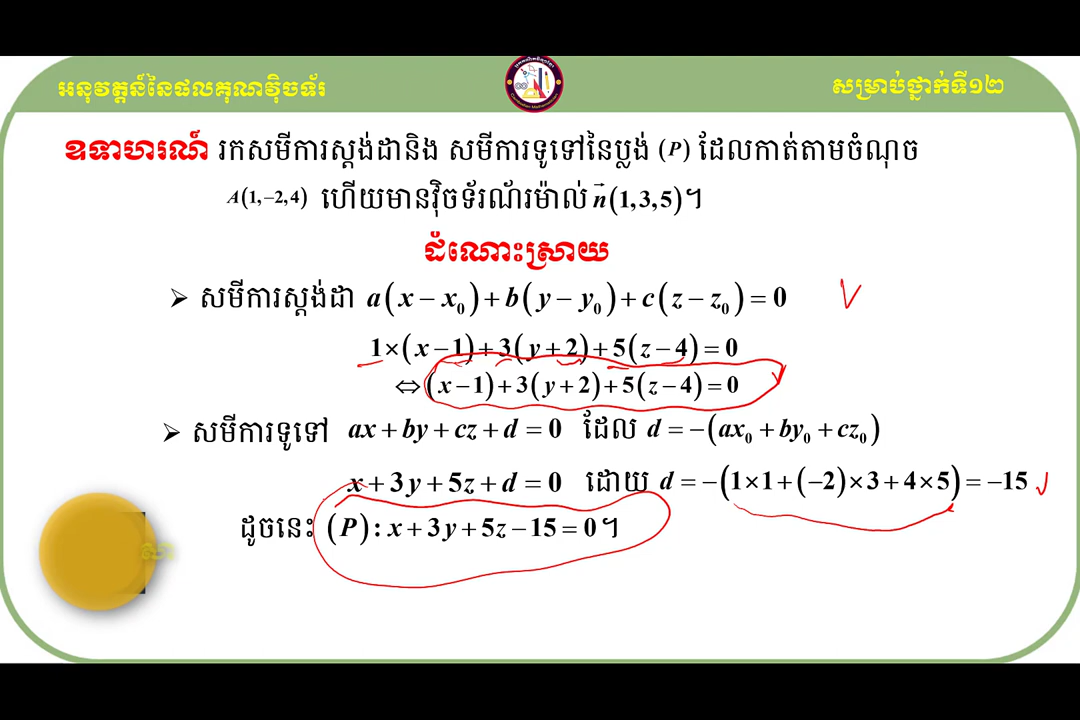 អនុវត្តន៍នៃផលគុណវ៉ិចទ័រ
សម្រាប់ថ្នាក់ទី១២
ឧទាហរណ៍ រកសមីការស្តង់ដានិង សមីការទូទៅនៃប្លង់ (P) ដែលកាត់តាមចំណុច
A(1,−2,4) ហើយមានវ៉ិចទ័រណ័រម៉ាល់ n⃗(1,3,5)។
ដំណោះស្រាយ
➢ សមីការស្តង់ដា a(x−x₀)+b(y−y₀)+c(z−z₀)=0
1×(x−1)+3(y+2)+5(z−4)=0
⇔(x−1)+3(y+2)+5(z−4)=0
➢ សមីការទូទៅ ax+by+cz+d=0 ដែល d=−(ax₀+by₀+cz₀)
x+3y+5z+d=0 ដោយ d=−(1×1+(−2)×3+4×5)=−15
ដូចនេះ (P):x+3y+5z−15=0។